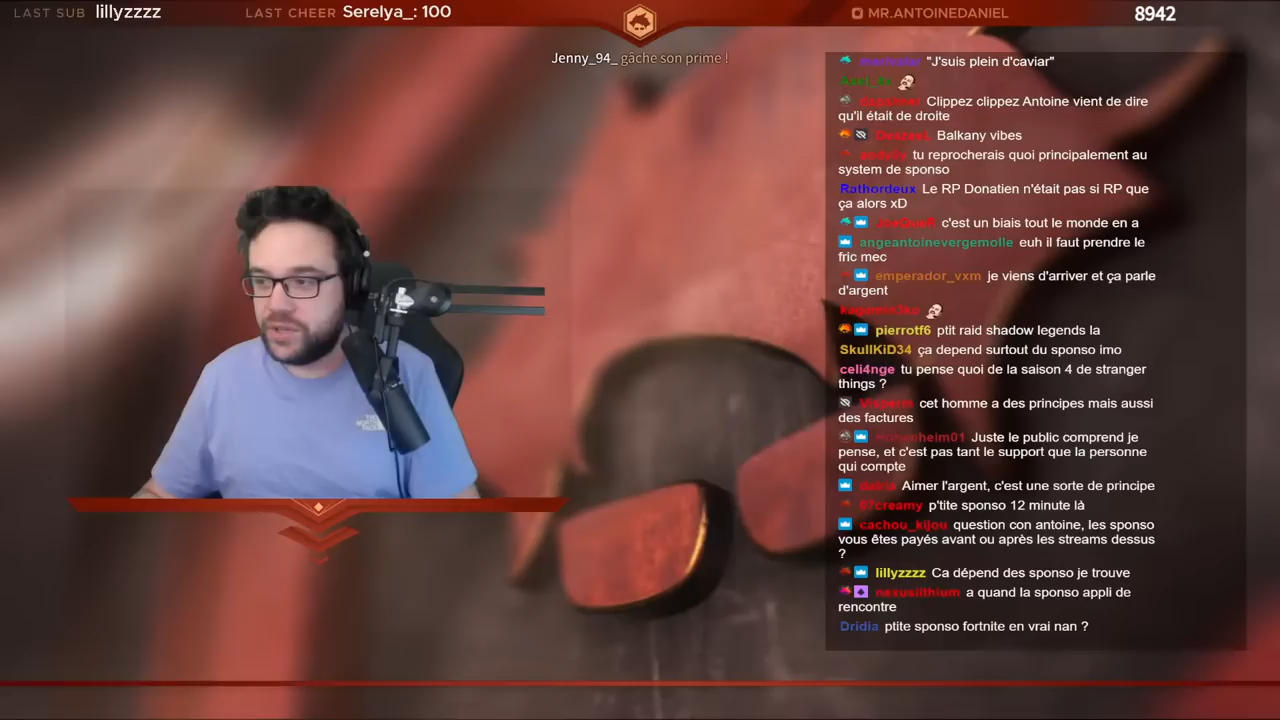 LAST SUB lillyzzzz LAST CHEER Serelya_: 100 MR.ANTOINEDANIEL 8942
Jenny_94_ gâche son prime !
"J'suis plein d'caviar"
Clippez clippez Antoine vient de dire
qu'il était de droite
Balkany vibes
tu reprocherais quoi principalement au
system de sponso
Rathordeux Le RP Donatien n'était pas si RP que
ça alors xD
c'est un biais tout le monde en a
angeantoinevergemolle euh il faut prendre le
fric mec
emperador_vxm je viens d'arriver et ça parle
d'argent
pierrotf6 ptit raid shadow legends la
SkullKiD34 ça depend surtout du sponso imo
celi4nge tu pense quoi de la saison 4 de stranger
things ?
cet homme a des principes mais aussi
des factures
Juste le public comprend je
pense, et c'est pas tant le support que la personne
qui compte
Aimer l'argent, c'est une sorte de principe
07creamy p'tite sponso 12 minute là
cachou_kijou question con antoine, les sponso
vous êtes payés avant ou après les streams dessus
?
lillyzzzz Ca dépend des sponso je trouve
nexusilthium a quand la sponso appli de
rencontre
Dridia ptite sponso fortnite en vrai nan ?
THE
NORTH
FACE